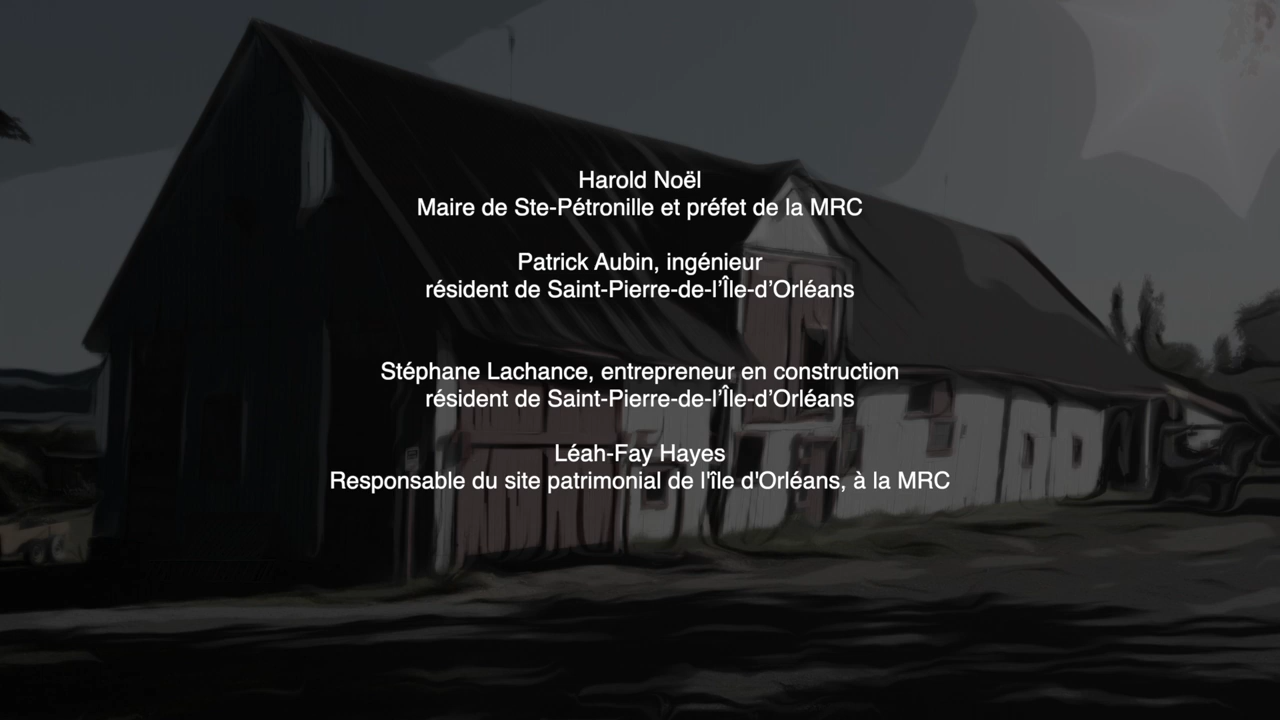 Harold Noël
Maire de Ste-Pétronille et préfet de la MRC
Patrick Aubin, ingénieur
résident de Saint-Pierre-de-l’Île-d’Orléans
Stéphane Lachance, entrepreneur en construction
résident de Saint-Pierre-de-l’Île-d’Orléans
Léah-Fay Hayes
Responsable du site patrimonial de l'île d'Orléans, à la MRC